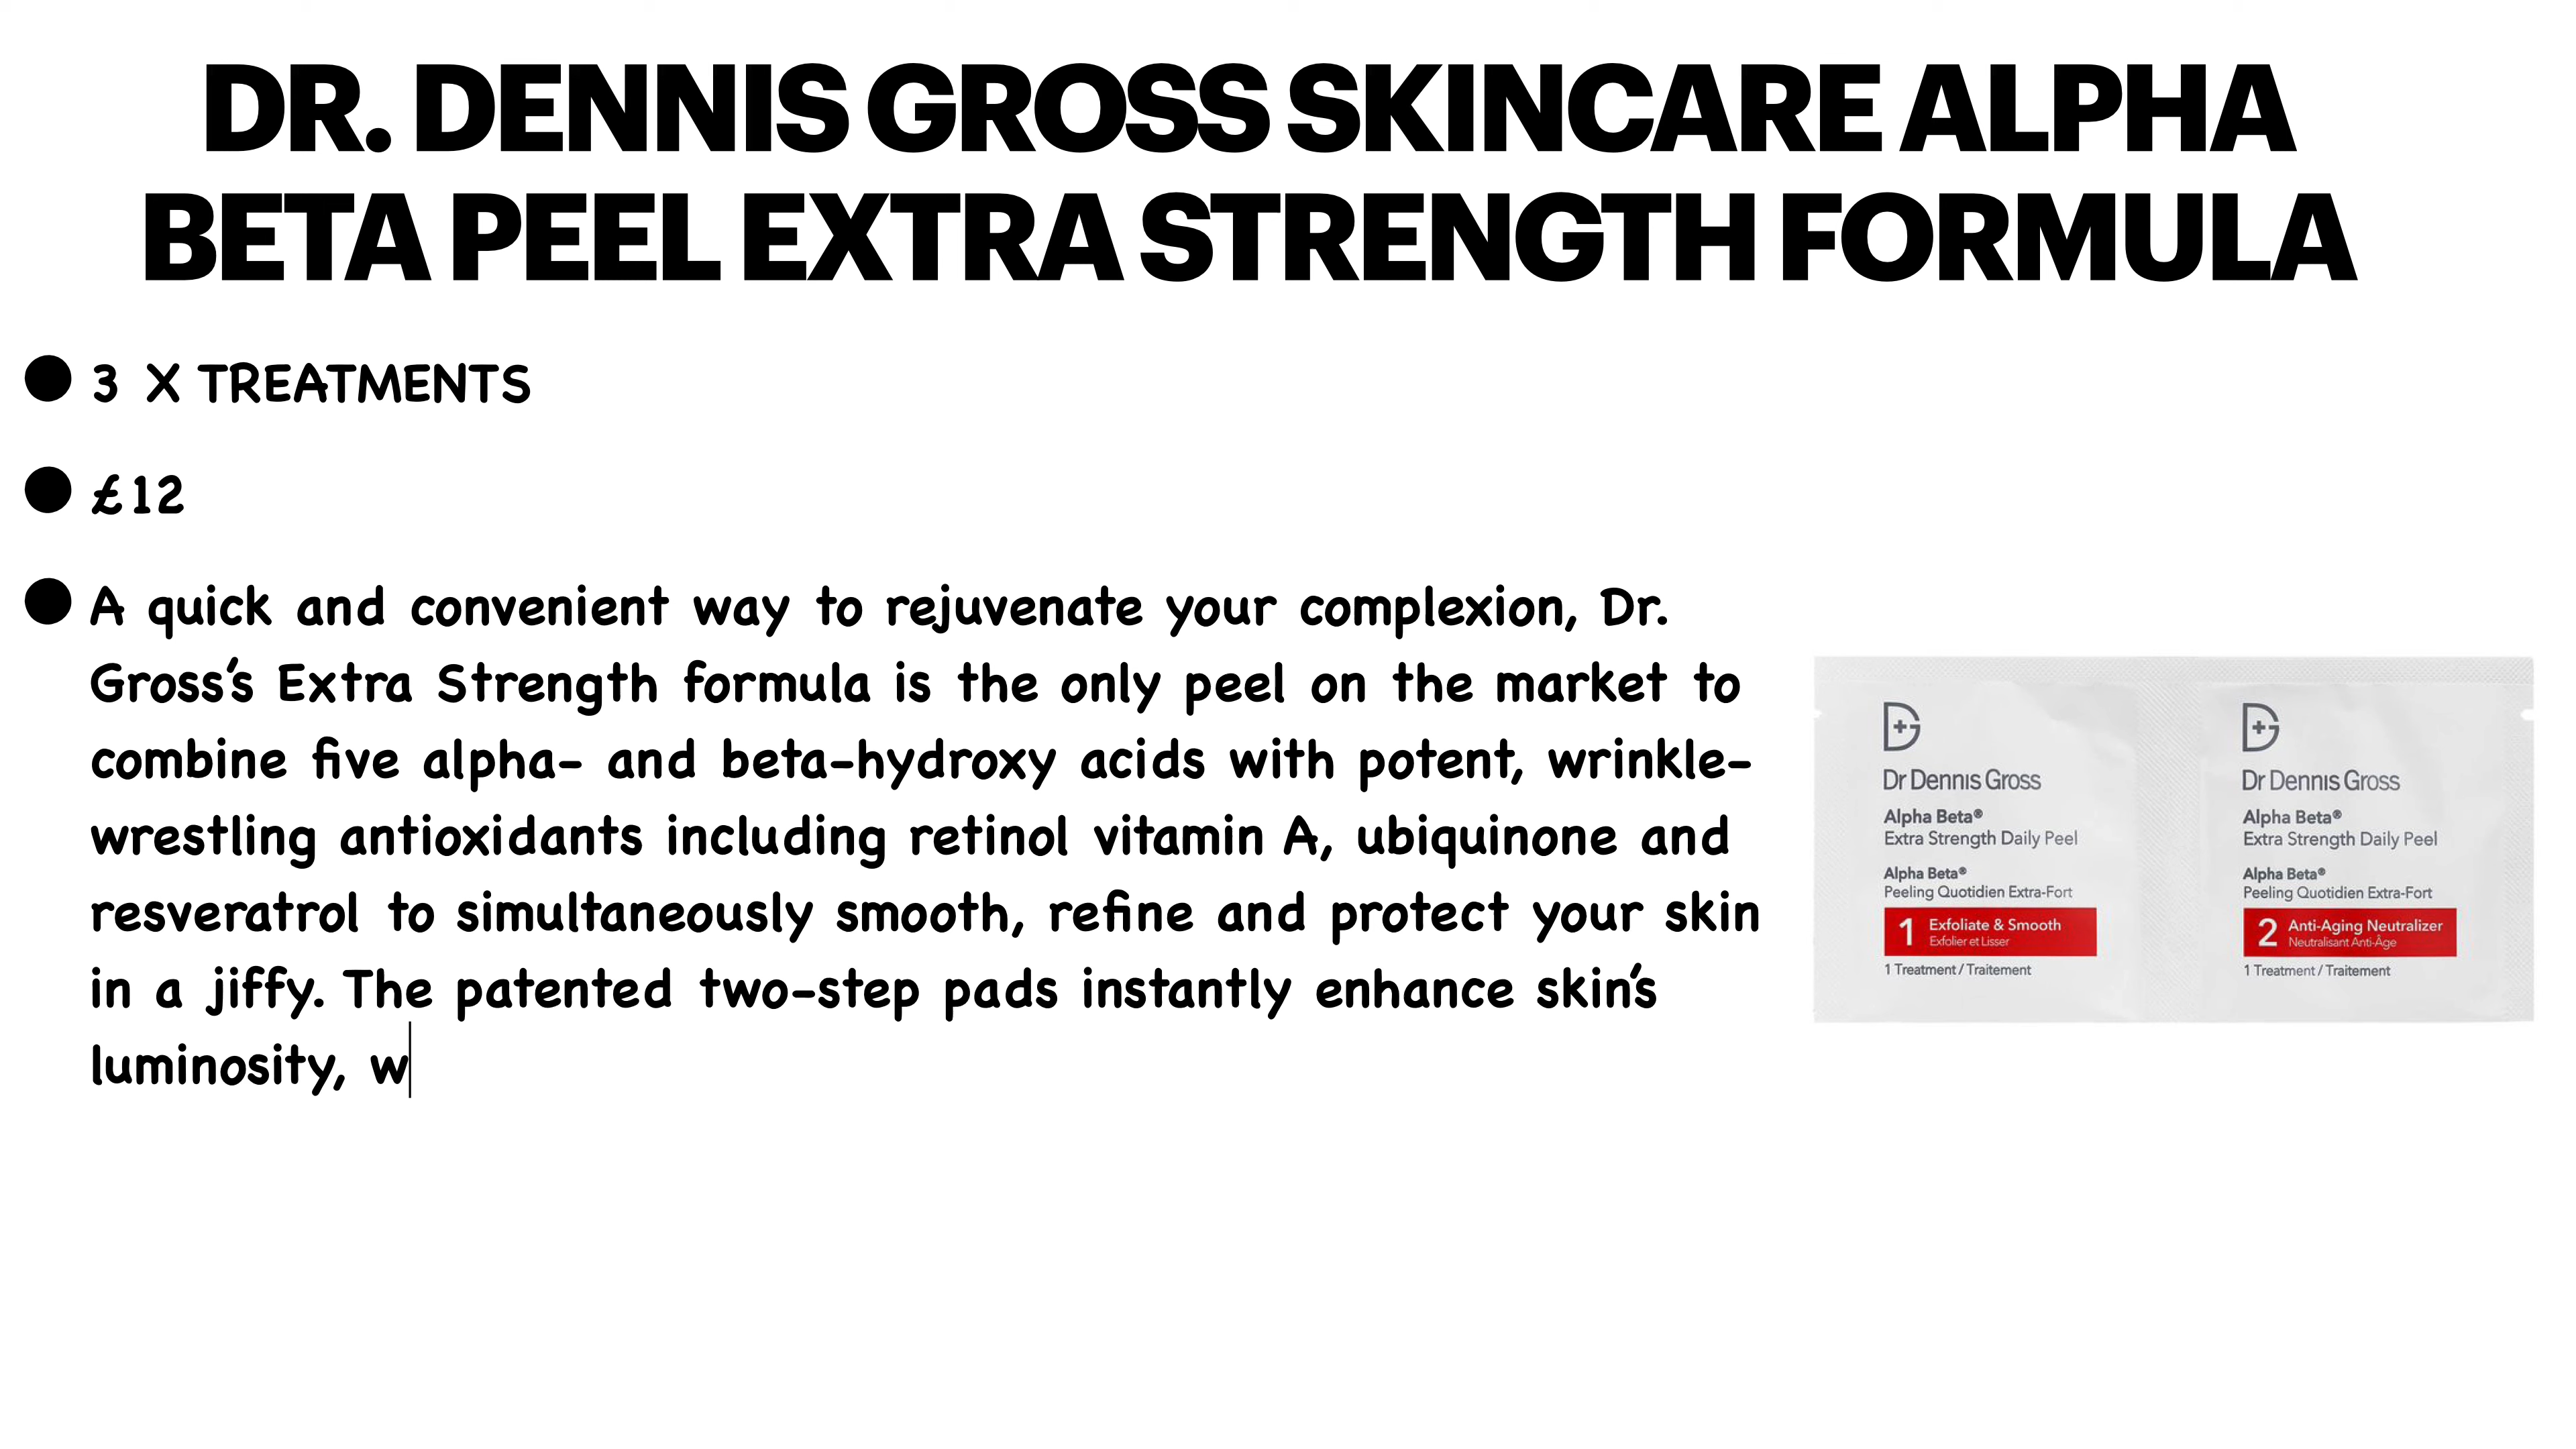 DR. DENNIS GROSS SKINCARE ALPHA
BETA PEEL EXTRA STRENGTH FORMULA
● 3 X TREATMENTS
● £12
● A quick and convenient way to rejuvenate your complexion, Dr.
Gross's Extra Strength formula is the only peel on the market to
combine five alpha- and beta-hydroxy acids with potent, wrinkle-
wrestling antioxidants including retinol vitamin A, ubiquinone and
resveratrol to simultaneously smooth, refine and protect your skin
in a jiffy. The patented two-step pads instantly enhance skin's
luminosity, w
Dr Dennis Gross
Alpha Beta®
Extra Strength Daily Peel
Alpha Beta®
Peeling Quotidien Extra-Fort
1 Exfoliate & Smooth
Exfolier et Lisser
1 Treatment / Traitement
Dr Dennis Gross
Alpha Beta®
Extra Strength Daily Peel
Alpha Beta®
Peeling Quotidien Extra-Fort
2 Anti-Aging Neutralizer
Neutralisant Anti-Âge
1 Treatment / Traitement